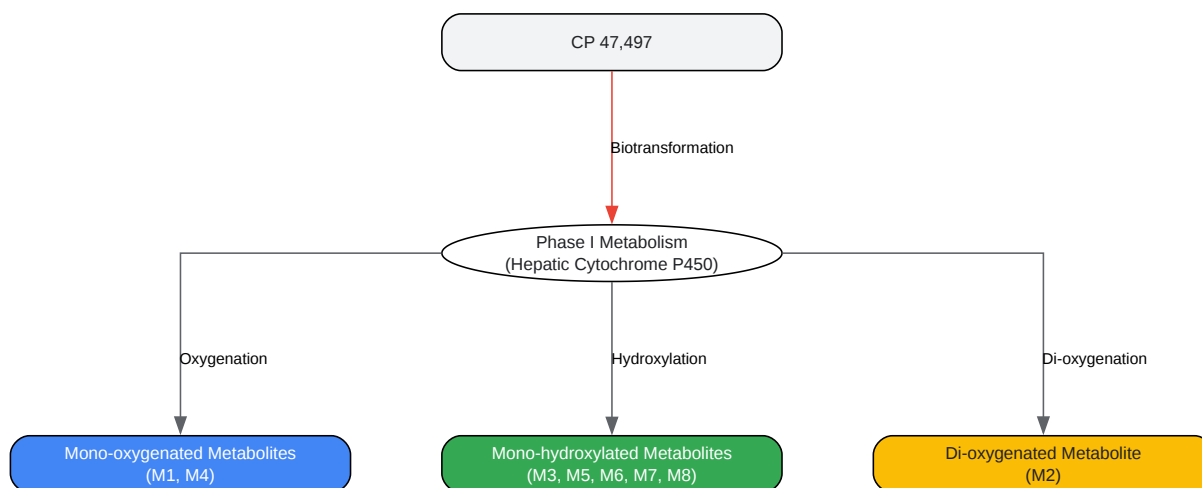 CP 47,497
Biotransformation
Phase I Metabolism
(Hepatic Cytochrome P450)
Oxygenation
Hydroxylation
Di-oxygenation
Mono-oxygenated Metabolites
(M1, M4)
Mono-hydroxylated Metabolites
(M3, M5, M6, M7, M8)
Di-oxygenated Metabolite
(M2)